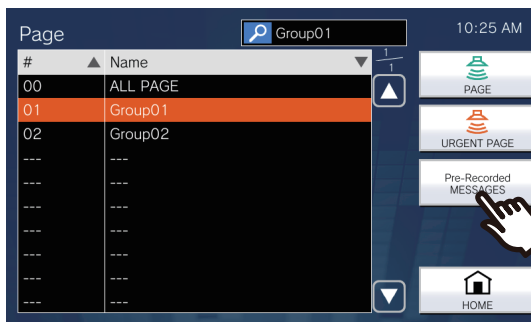 Page
Group01
10:25 AM
# Name
1
1
00 ALL PAGE
01 Group01
02 Group02
--- ---
--- ---
--- ---
--- ---
--- ---
--- ---
--- ---
PAGE
URGENT PAGE
Pre-Recorded
MESSAGES
HOME